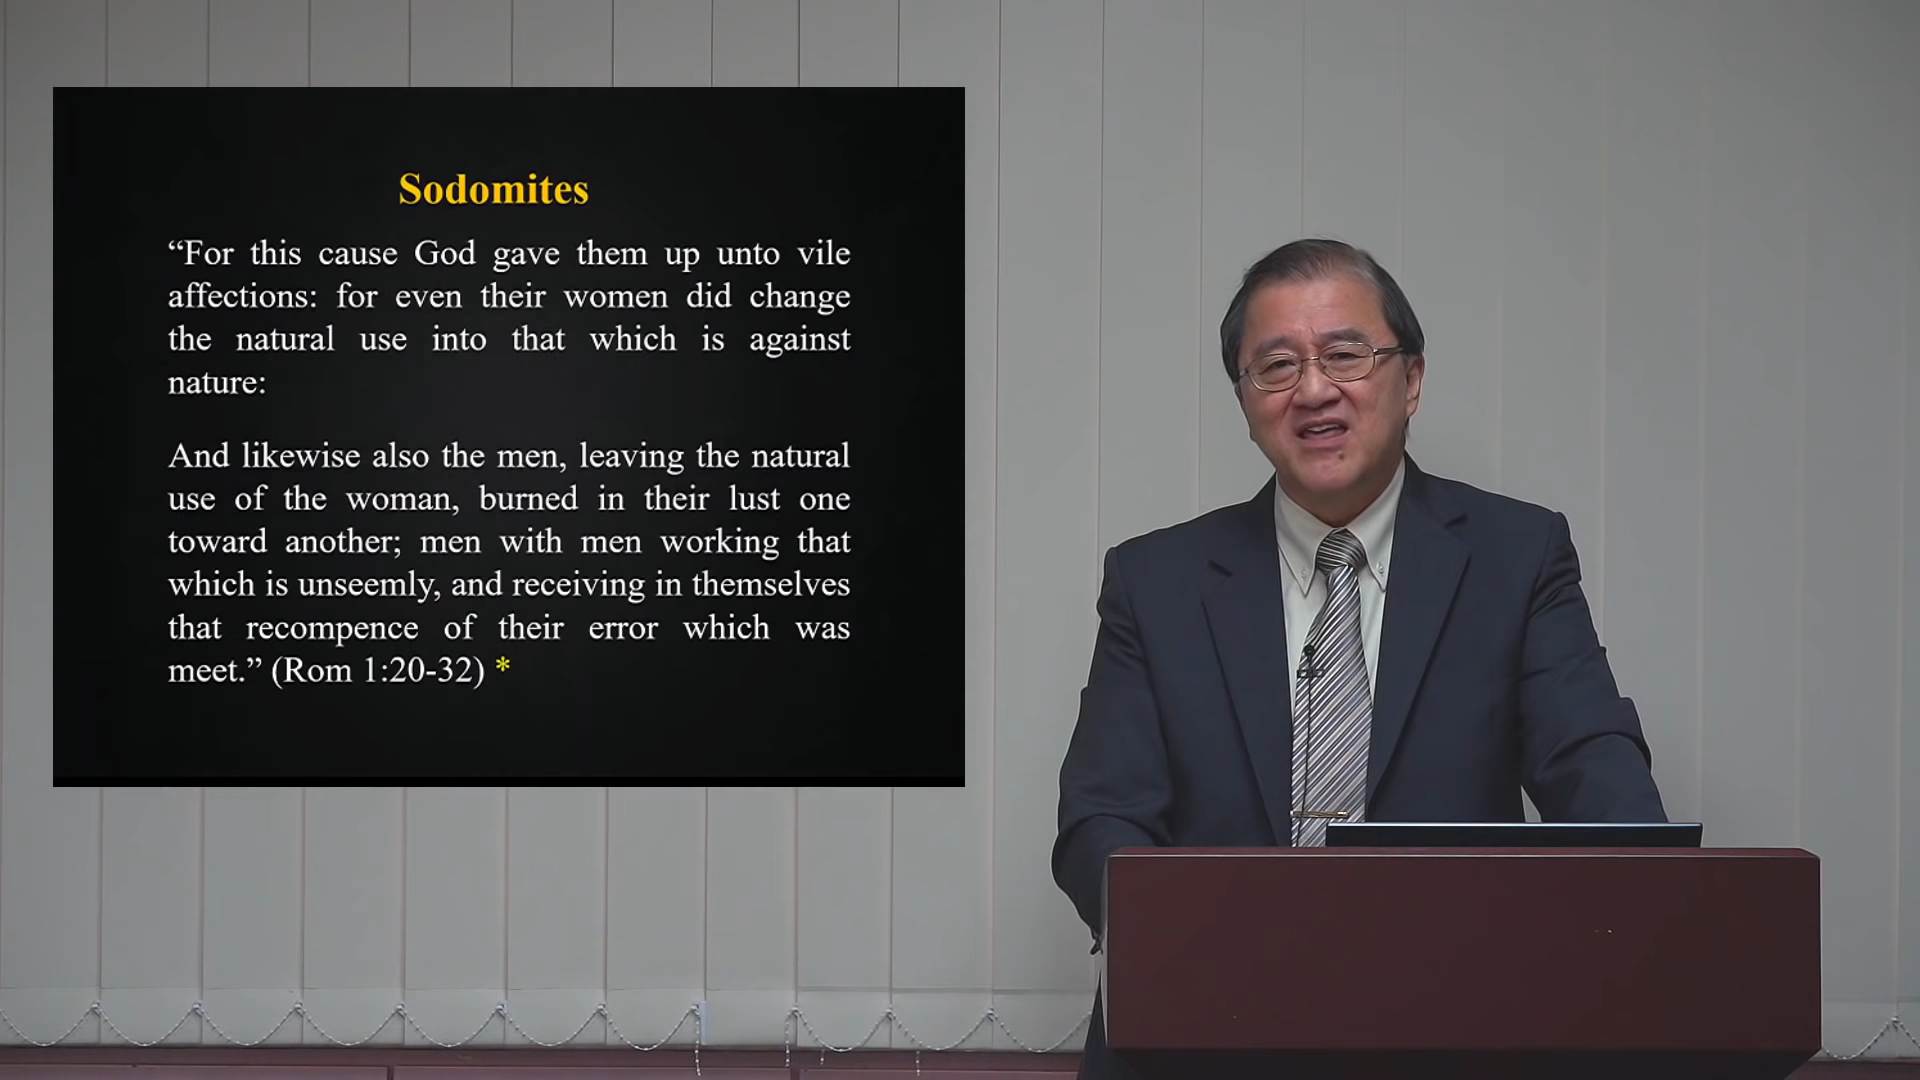 Sodomites
“For this cause God gave them up unto vile
affections: for even their women did change
the natural use into that which is against
nature:
And likewise also the men, leaving the natural
use of the woman, burned in their lust one
toward another; men with men working that
which is unseemly, and receiving in themselves
that recompence of their error which was
meet.” (Rom 1:20-32) *